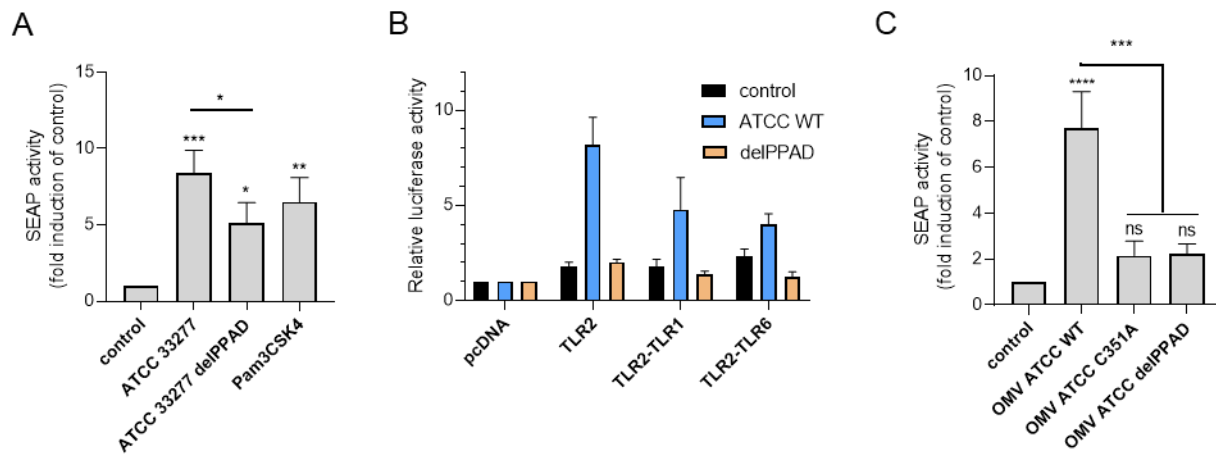 A
SEAP activity
(fold induction of control)
15
10
5
0
*
***
*
**
control
ATCC 33277
ATCC 33277 delPPAD
Pam3CSK4
B
Relative luciferase activity
10
5
0
control
ATCC WT
delPPAD
pcDNA
TLR2
TLR2-TLR1
TLR2-TLR6
C
SEAP activity
(fold induction of control)
10
8
6
4
2
0
***
****
ns
ns
control
OMV ATCC WT
OMV ATCC C351A
OMV ATCC delPPAD